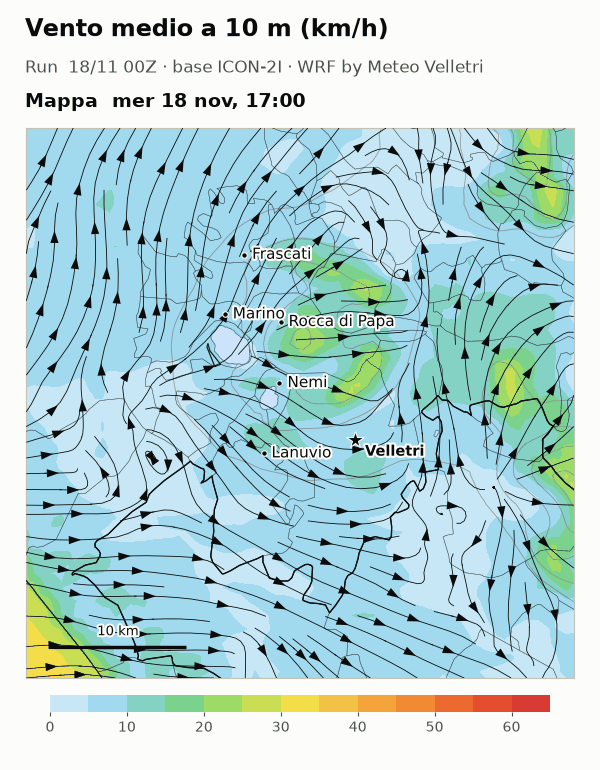 Vento medio a 10 m (km/h)
Run  18/11 00Z · base ICON-2I · WRF by Meteo Velletri
Mappa  mer 18 nov, 17:00
Frascati
Marino
Rocca di Papa
Nemi
Velletri
Lanuvio
10 km
0 10 20 30 40 50 60